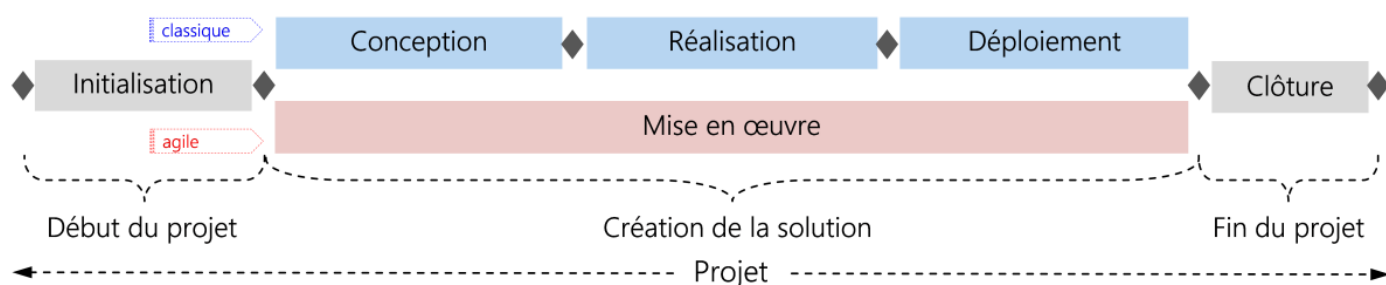 classique
Conception
Réalisation
Déploiement
Initialisation
Clôture
agile
Mise en œuvre
Début du projet
Création de la solution
Fin du projet
Projet